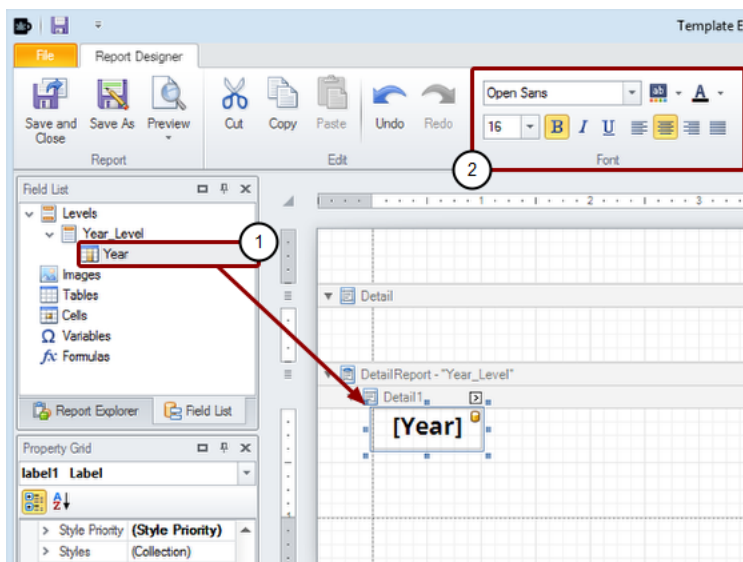 Template E
File Report Designer
Save and Close Save As Preview Cut Copy Paste Undo Redo
Open Sans ab A
16 B I U
Report Edit Font
2
Field List
Levels
Year_Level
1
Year
Images
Tables
Cells
Ω Variables
fx Formulas
Report Explorer Field List
Property Grid
label1 Label
A
Z
Style Priority (Style Priority)
Styles (Collection)
1 2 3
Detail
DetailReport - "Year_Level"
Detail1
[Year]